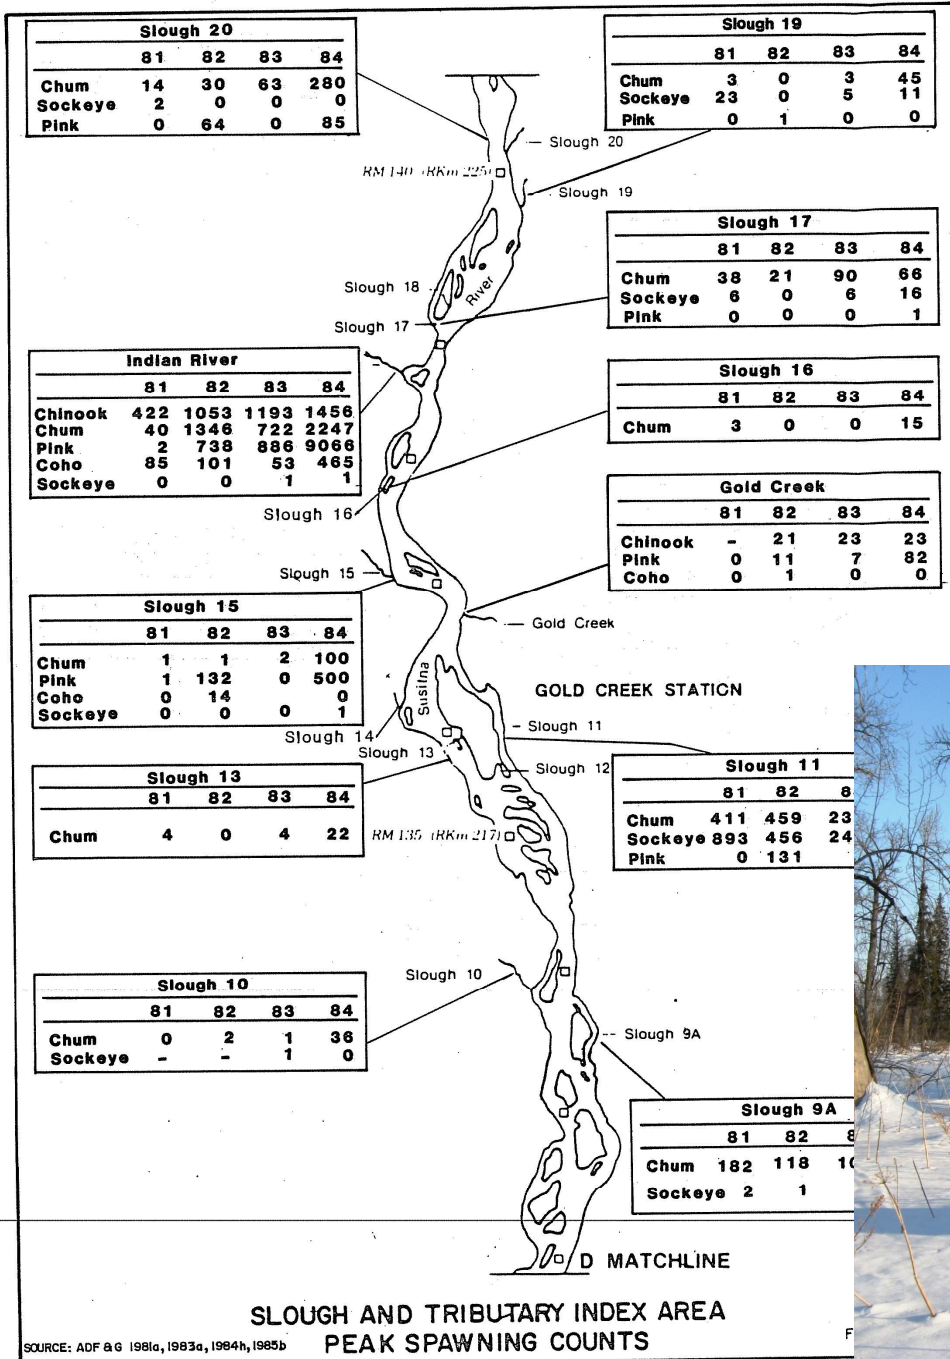 Slough 20
81 82 83 84
Chum 14 30 63 280
Sockeye 2 0 0 0
Pink 0 64 0 85
Slough 19
81 82 83 84
Chum 3 0 3 45
Sockeye 23 0 5 11
Pink 0 1 0 0
Slough 20
RM 140 (RKm 225)
Slough 19
Slough 17
81 82 83 84
Chum 38 21 90 66
Sockeye 6 0 6 16
Pink 0 0 0 1
Slough 18
River
Slough 17
Indian River
81 82 83 84
Chinook 422 1053 1193 1456
Chum 40 1346 722 2247
Pink 2 738 886 9066
Coho 85 101 53 465
Sockeye 0 0 1 1
Slough 16
81 82 83 84
Chum 3 0 0 15
Slough 16
Gold Creek
81 82 83 84
Chinook - 21 23 23
Pink 0 11 7 82
Coho 0 1 0 0
Slough 15
Slough 15
81 82 83 84
Chum 1 1 2 100
Pink 1 132 0 500
Coho 0 14 0
Sockeye 0 0 0 1
Gold Creek
Susitna
GOLD CREEK STATION
Slough 11
Slough 14
Slough 13
Slough 12
Slough 13
81 82 83 84
Chum 4 0 4 22
RM 135 (RKm 217)
Slough 11
81 82 8
Chum 411 459 23
Sockeye 893 456 24
Pink 0 131
Slough 10
Slough 10
81 82 83 84
Chum 0 2 1 36
Sockeye - - 1 0
Slough 9A
Slough 9A
81 82 8
Chum 182 118 10
Sockeye 2 1
D MATCHLINE
SLOUGH AND TRIBUTARY INDEX AREA
PEAK SPAWNING COUNTS
SOURCE: ADF & G 1981a, 1983a, 1984h, 1985b
F